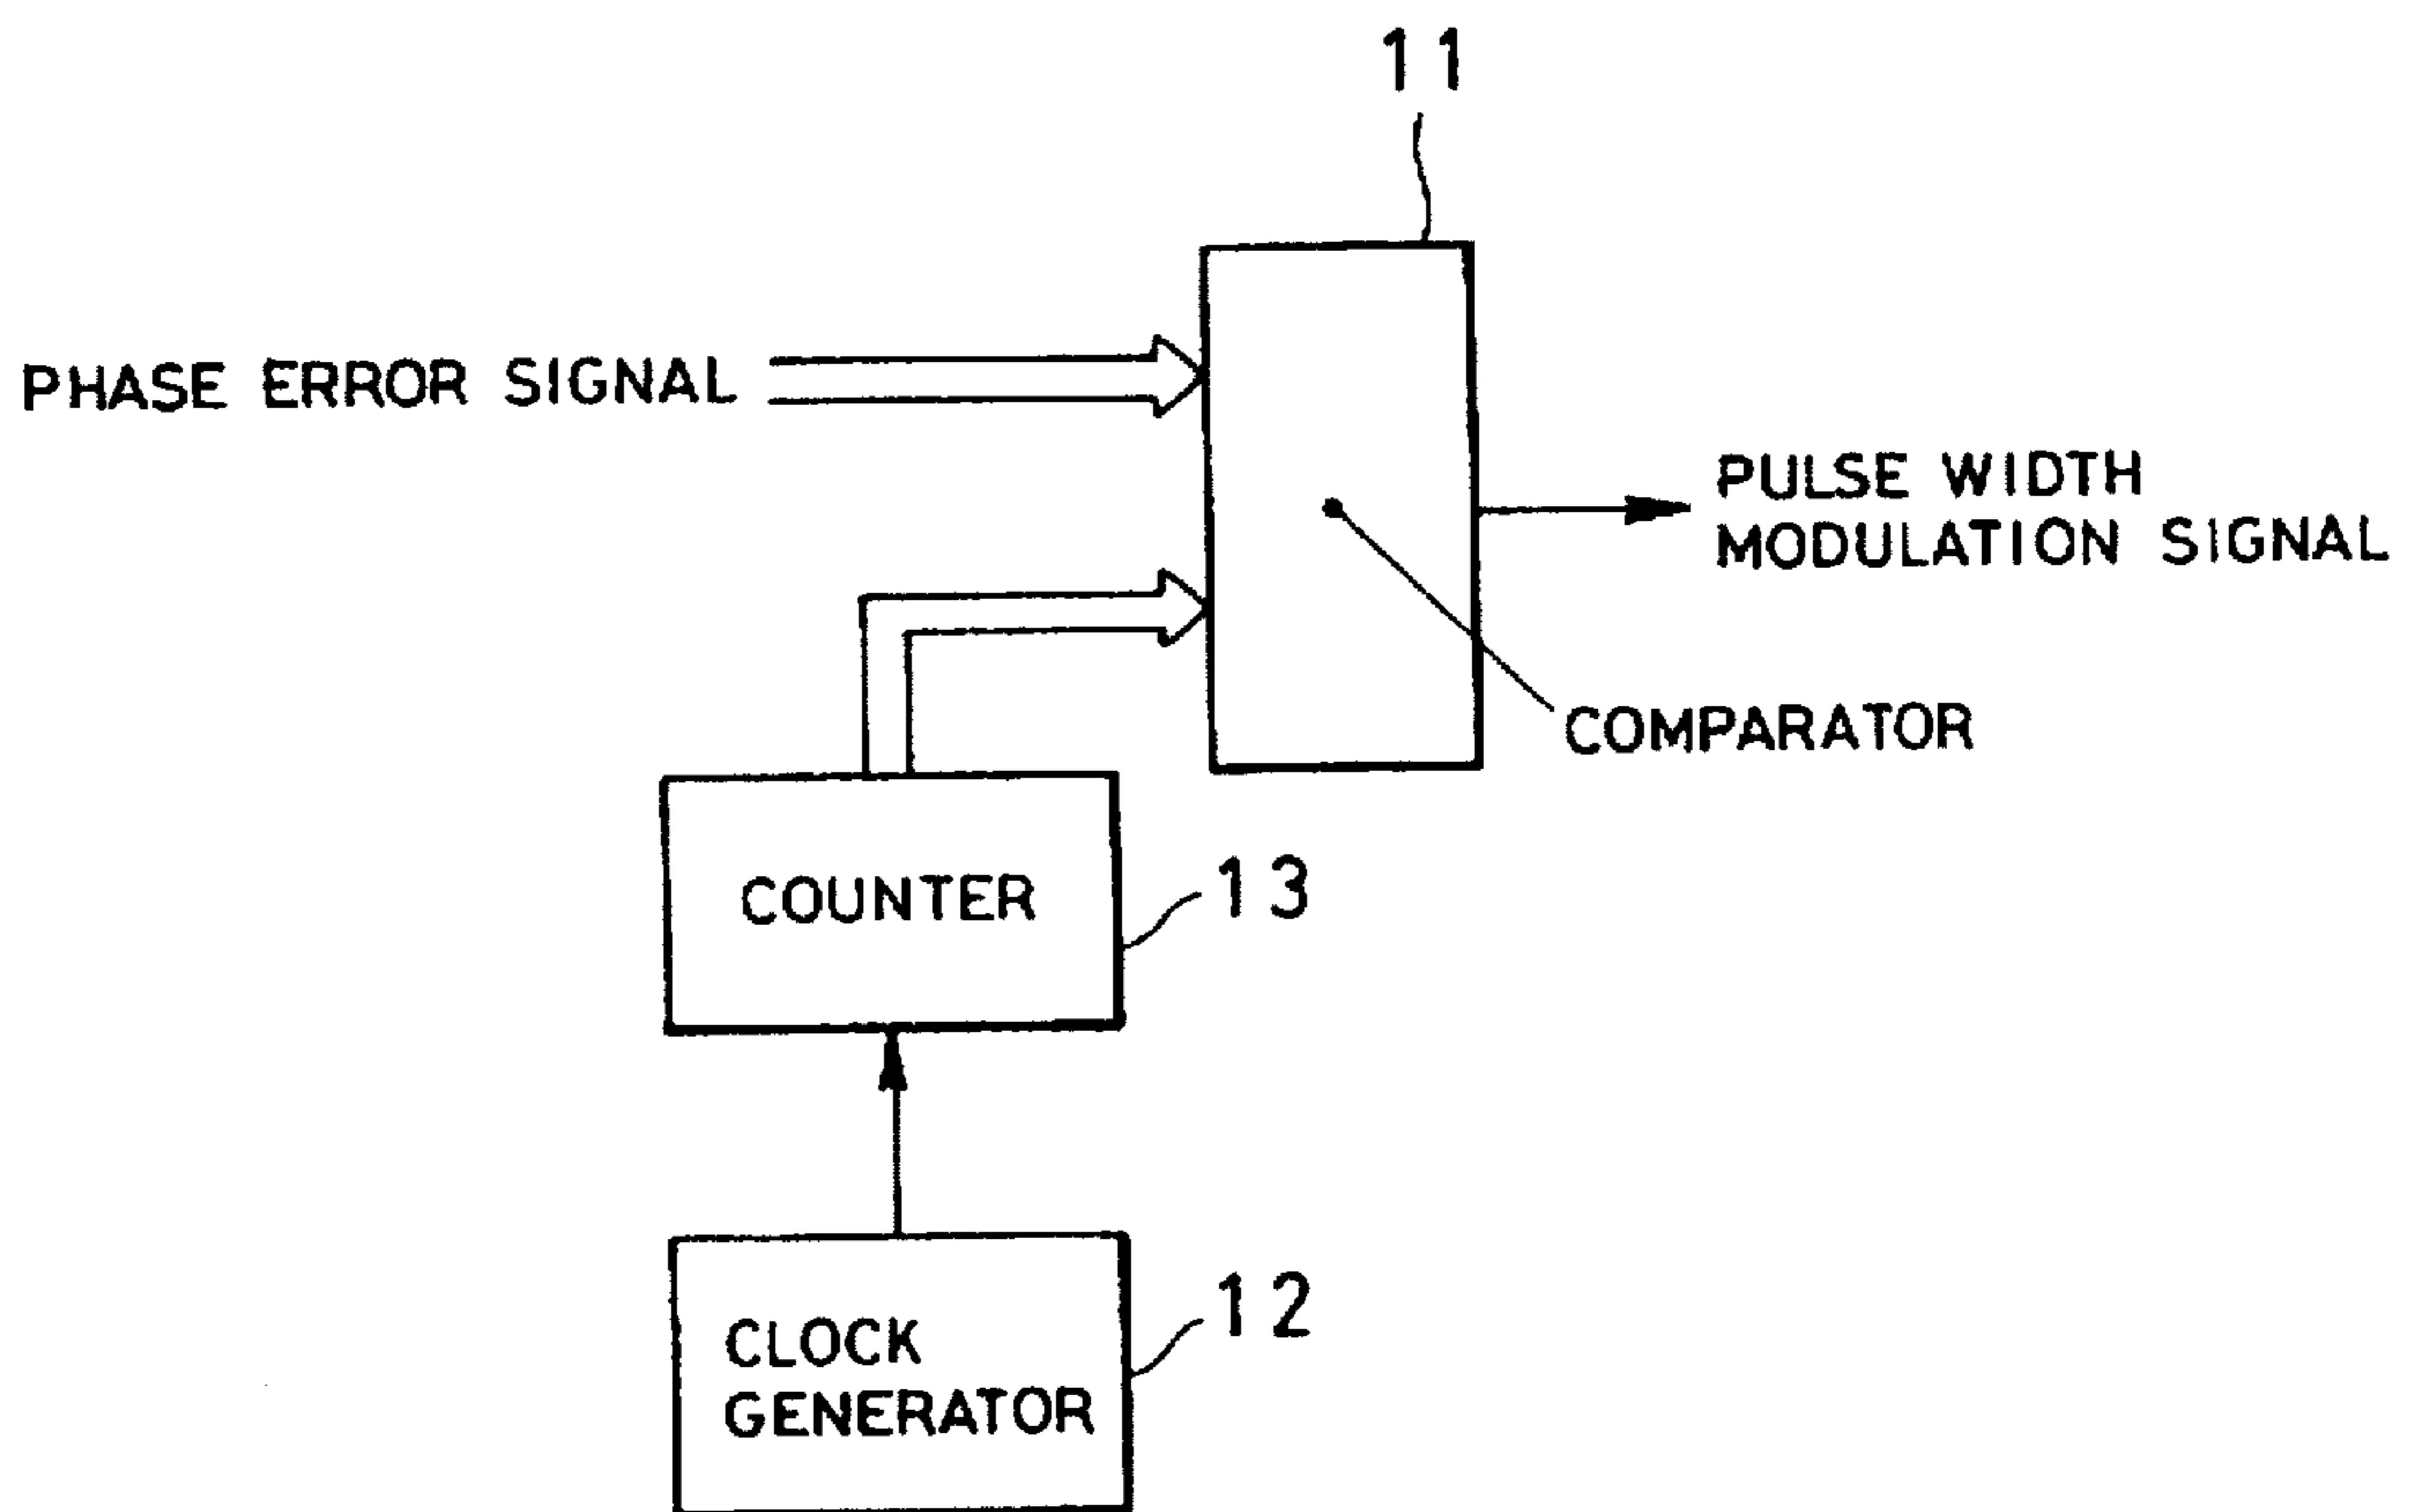 11
PHASE ERROR SIGNAL
PULSE WIDTH
MODULATION SIGNAL
COMPARATOR
COUNTER
13
CLOCK
GENERATOR
12